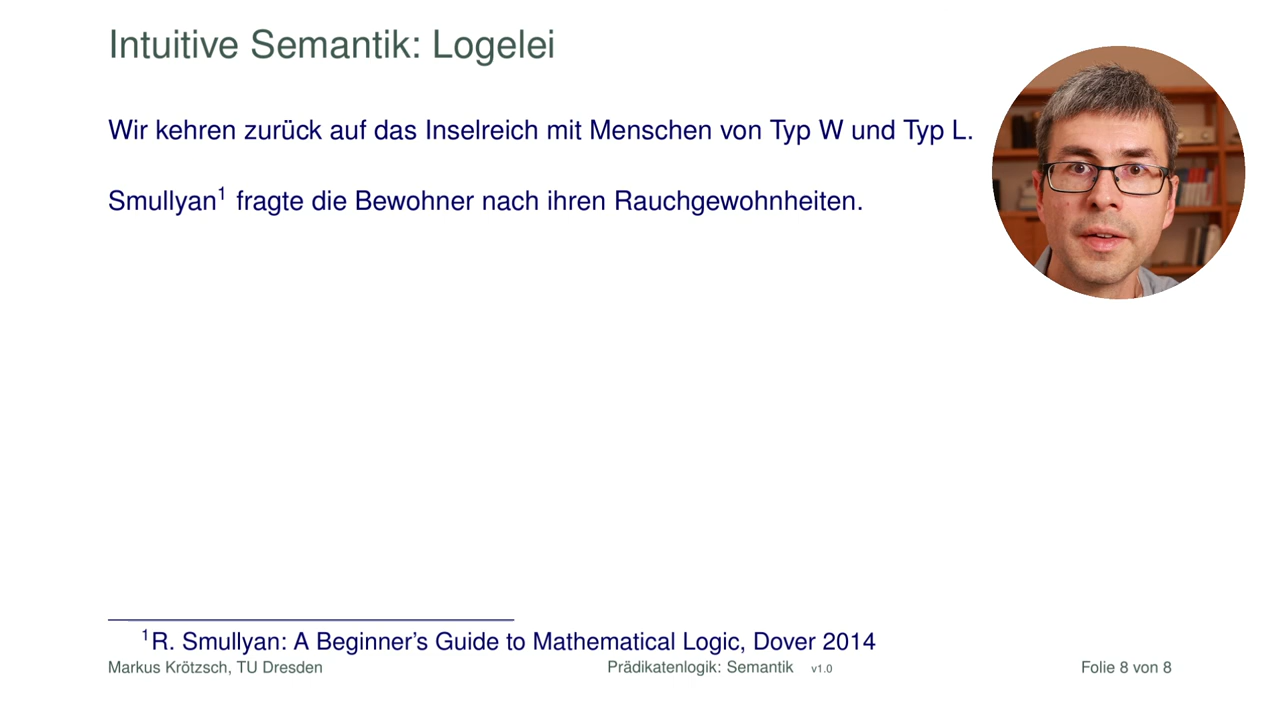 Intuitive Semantik: Logelei
Wir kehren zurück auf das Inselreich mit Menschen von Typ W und Typ L.
Smullyan¹ fragte die Bewohner nach ihren Rauchgewohnheiten.
¹R. Smullyan: A Beginner's Guide to Mathematical Logic, Dover 2014
Markus Krötzsch, TU Dresden Prädikatenlogik: Semantik v1.0 Folie 8 von 8